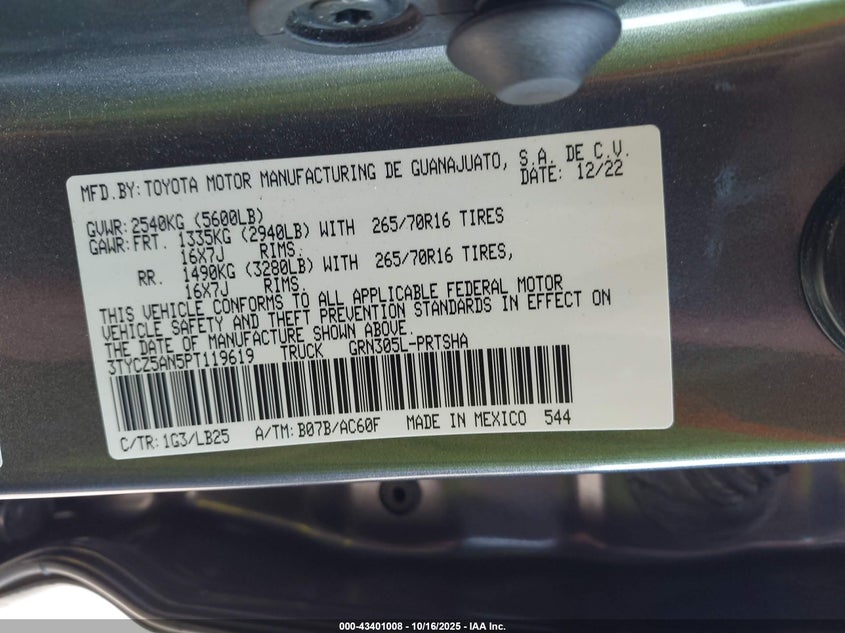 MFD.BY: TOYOTA MOTOR MANUFACTURING DE GUANAJUATO, S.A. DE C.V.
DATE: 12/22
GVWR: 2540KG (5600LB)
GAWR: FRT. 1335KG (2940LB) WITH 265/70R16 TIRES
16X7J RIMS.
RR. 1490KG (3280LB) WITH 265/70R16 TIRES,
16X7J RIMS.
THIS VEHICLE CONFORMS TO ALL APPLICABLE FEDERAL MOTOR
VEHICLE SAFETY AND THEFT PREVENTION STANDARDS IN EFFECT ON
THE DATE OF MANUFACTURE SHOWN ABOVE.
3TYCZ5AN5PT119619 TRUCK GRN305L-PRTSHA
C/TR: 1G3/LB25 A/TM: B07B/AC60F MADE IN MEXICO 544
000-43401008 - 10/16/2025 - IAA Inc.